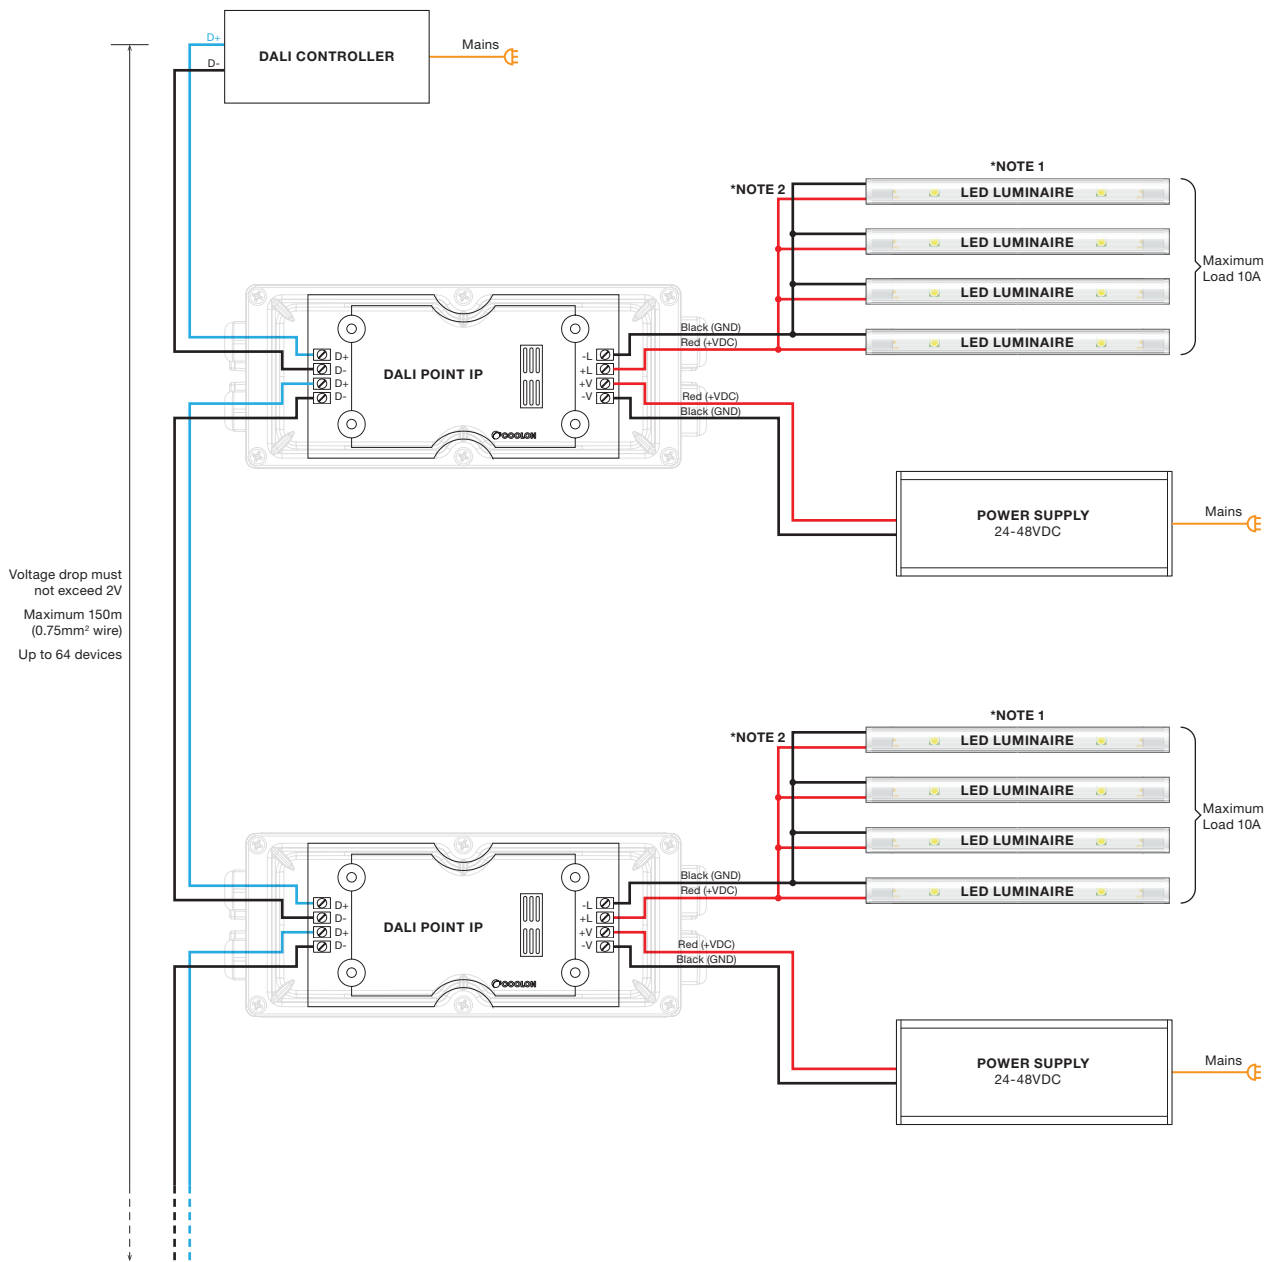 D+
D-
DALI CONTROLLER
Mains
*NOTE 1
*NOTE 2
LED LUMINAIRE
LED LUMINAIRE
LED LUMINAIRE
LED LUMINAIRE
Maximum
Load 10A
Black (GND)
Red (+VDC)
D+
D-
D+
D-
DALI POINT IP
-L
+L
+V
-V
COOLON
Red (+VDC)
Black (GND)
POWER SUPPLY
24-48VDC
Mains
Voltage drop must
not exceed 2V
Maximum 150m
(0.75mm² wire)
Up to 64 devices
*NOTE 1
*NOTE 2
LED LUMINAIRE
LED LUMINAIRE
LED LUMINAIRE
LED LUMINAIRE
Maximum
Load 10A
Black (GND)
Red (+VDC)
D+
D-
D+
D-
DALI POINT IP
-L
+L
+V
-V
COOLON
Red (+VDC)
Black (GND)
POWER SUPPLY
24-48VDC
Mains